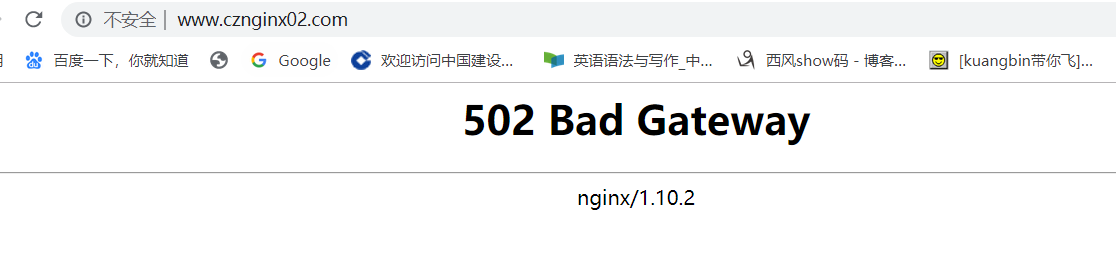 不安全 | www.cznginx02.com
百度一下，你就知道 Google 欢迎访问中国建设... 英语语法与写作_中... 西风show码 - 博客... [kuangbin带你飞]...
502 Bad Gateway
nginx/1.10.2